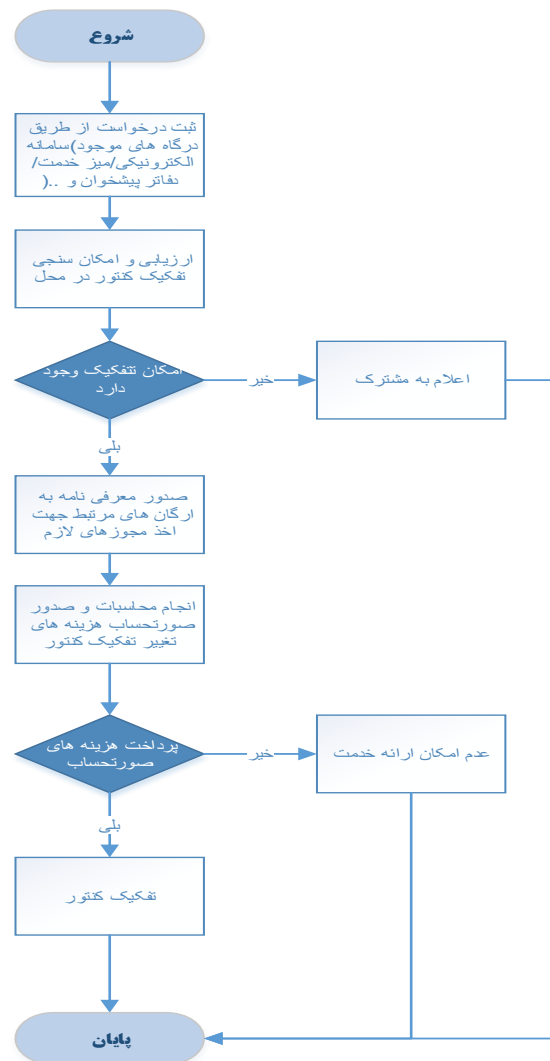 شروع
ثبت درخواست از طریق
درگاه های موجود)سامانه
الکترونیکی/میز خدمت/
دفاتر پیشخوان و ..(
ارزیابی و امکان سنجی
تفکیک کنتور در محل
امکان تتفکیک وجود
دارد
خیر
اعلام به مشترک
بلی
صدور معرفی نامه به
ارگان های مرتبط جهت
اخذ مجوزهای لازم
انجام محاسبات و صدور
صورتحساب هزینه های
تغییر تفکیک کنتور
پرداخت هزینه های
صورتحساب
خیر
عدم امکان ارائه خدمت
بلی
تفکیک کنتور
پایان